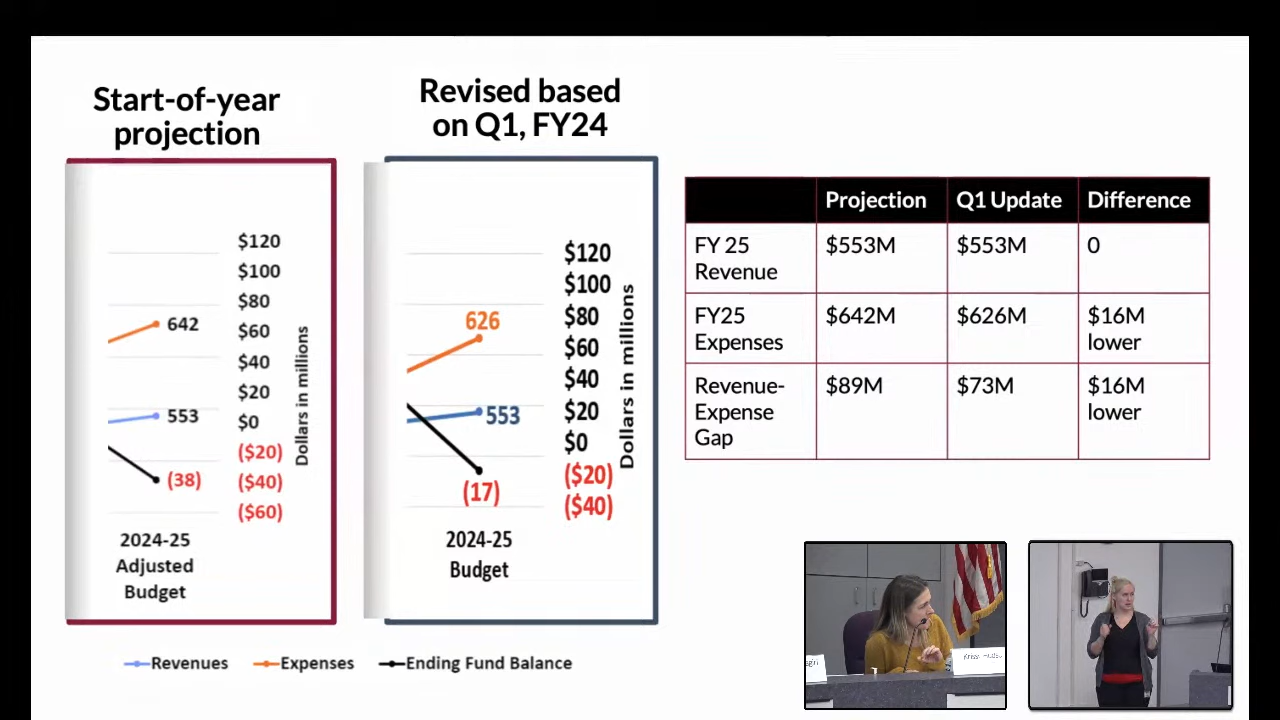 Start-of-year
projection
Revised based
on Q1, FY24
$120
$100
$80
$60
$40
$20
$0
($20)
($40)
($60)
Dollars in millions
642
553
(38)
2024-25
Adjusted
Budget
$120
$100
$80
$60
$40
$20
$0
($20)
($40)
Dollars in millions
626
553
(17)
2024-25
Budget
Revenues Expenses Ending Fund Balance
Projection Q1 Update Difference
FY 25 $553M $553M 0
Revenue
FY25 $642M $626M $16M
Expenses lower
Revenue- $89M $73M $16M
Expense lower
Gap